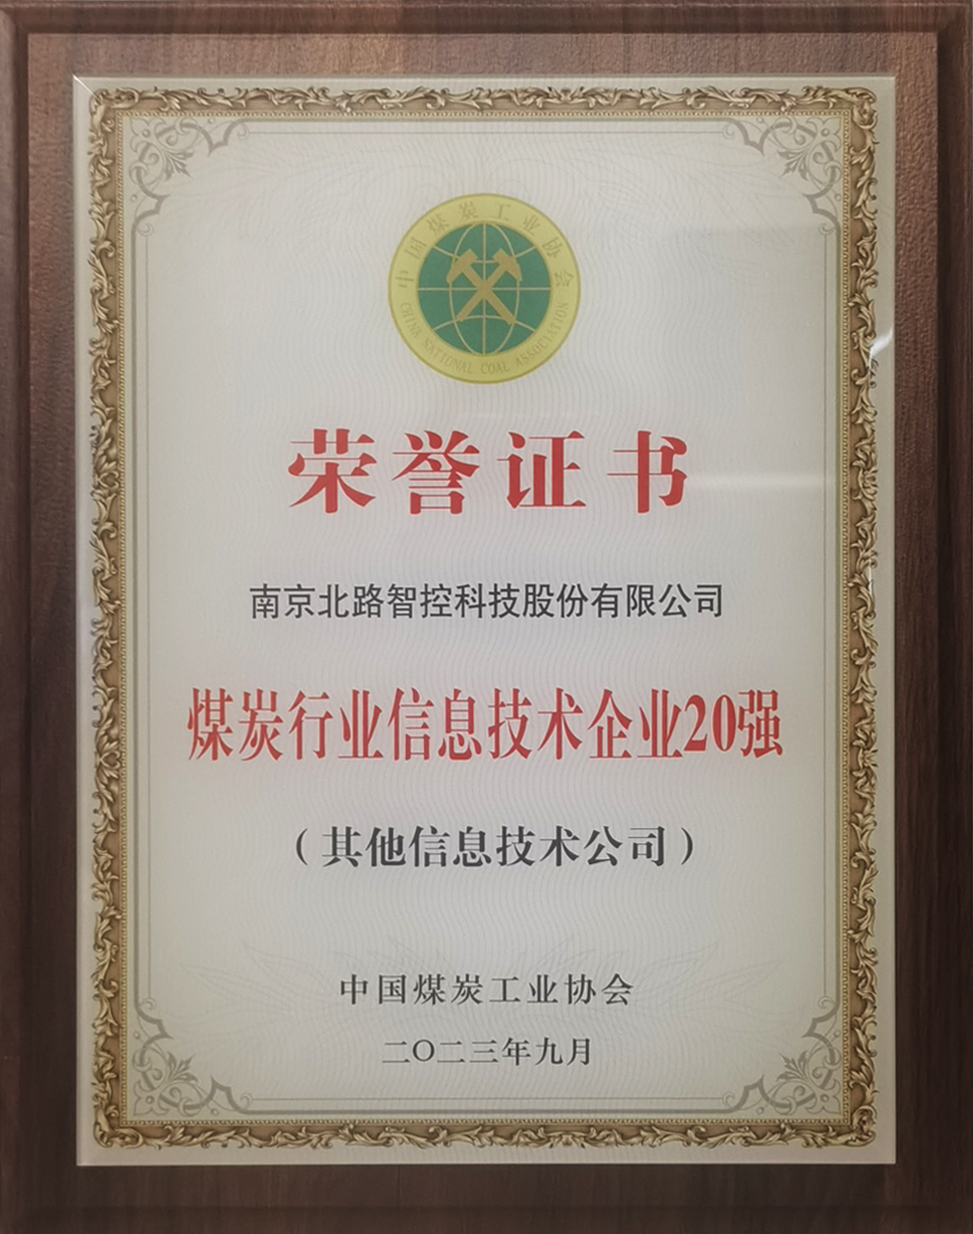 中国煤炭工业协会
CHINA NATIONAL COAL ASSOCIATION
荣誉证书
南京北路智控科技股份有限公司
煤炭行业信息技术企业20强
（其他信息技术公司）
中国煤炭工业协会
二〇二三年九月